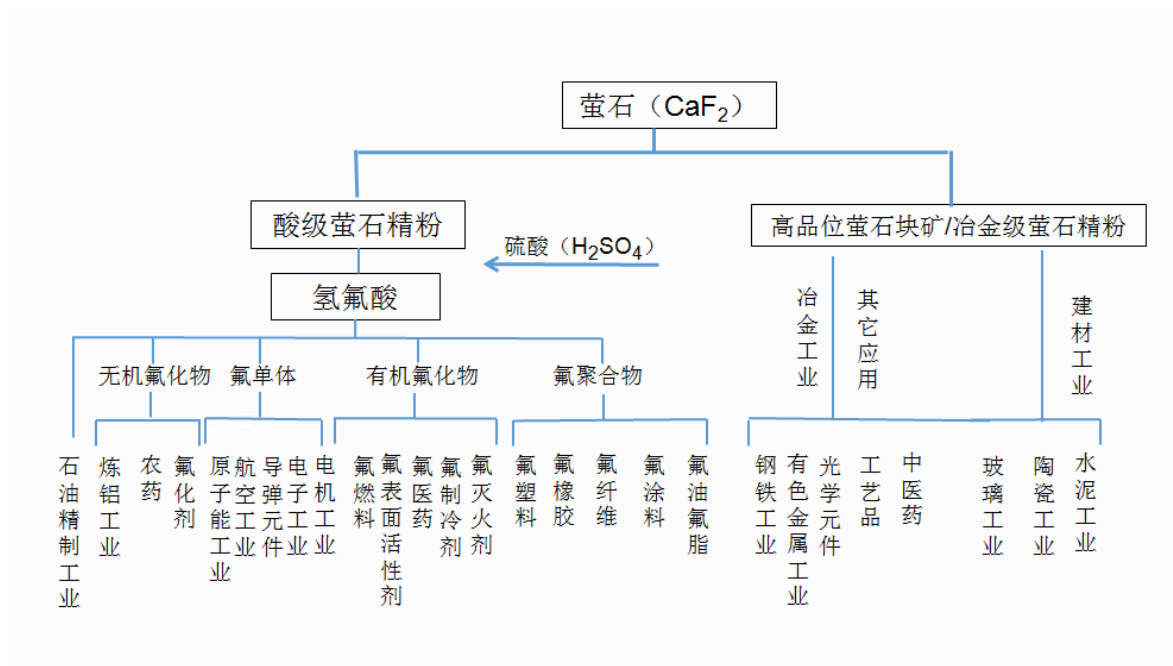 萤石（CaF2）
酸级萤石精粉
高品位萤石块矿/冶金级萤石精粉
硫酸（H2SO4）
氢氟酸
冶金工业
其它应用
建材工业
无机氟化物
氟单体
有机氟化物
氟聚合物
石油精制工业
炼铝工业
农药
氟化剂
原子能工业
航空工业
导弹元件
电子工业
电机工业
氟燃料
氟表面活性剂
氟医药
氟制冷剂
氟灭火剂
氟塑料
氟橡胶
氟纤维
氟涂料
氟油氟脂
钢铁工业
有色金属工业
光学元件
工艺品
中医药
玻璃工业
陶瓷工业
水泥工业